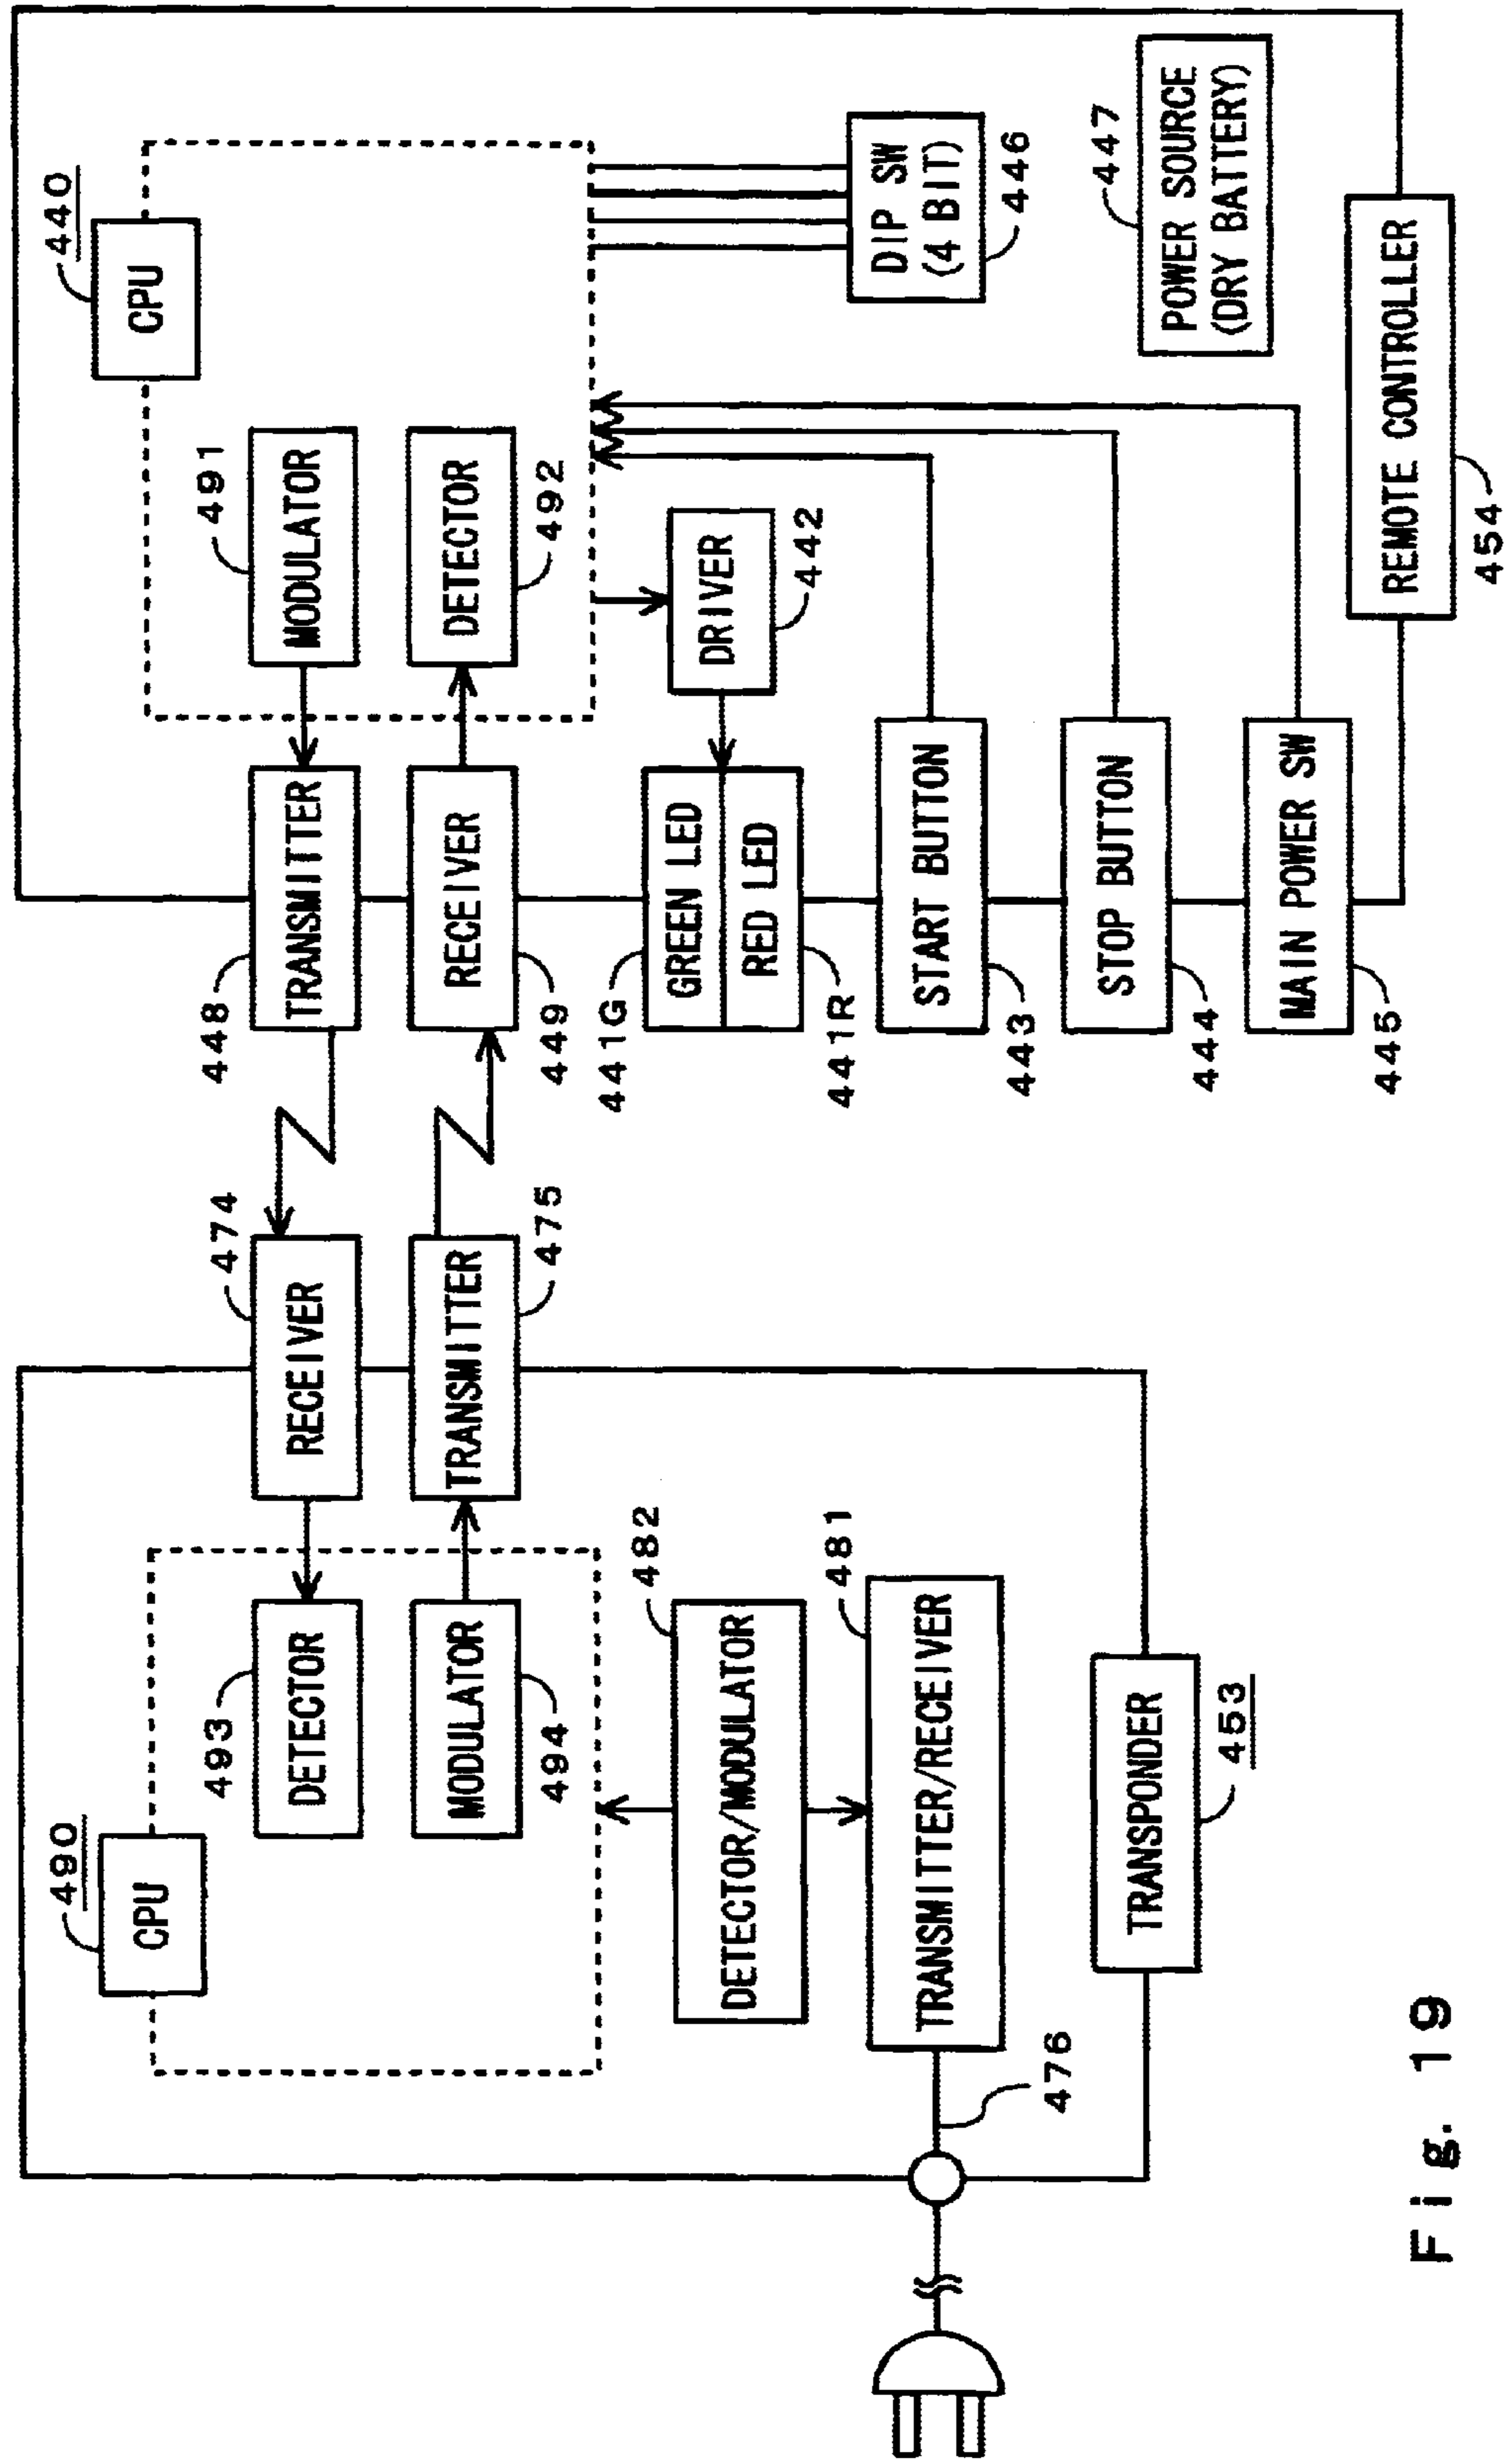 490
CPU
493
DETECTOR
MODULATOR
494
474
RECEIVER
TRANSMITTER
475
482
DETECTOR/MODULATOR
481
TRANSMITTER/RECEIVER
476
TRANSPONDER
453
440
CPU
491
MODULATOR
DETECTOR
492
448
TRANSMITTER
RECEIVER
449
DRIVER
442
441G
GREEN LED
RED LED
441R
START BUTTON
443
STOP BUTTON
444
MAIN POWER SW
445
DIP SW
(4 BIT)
446
447
POWER SOURCE
(DRY BATTERY)
REMOTE CONTROLLER
454
Fig. 19